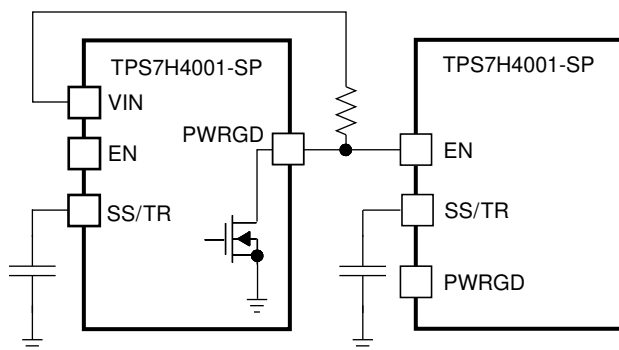 TPS7H4001-SP
VIN
PWRGD
EN
SS/TR
TPS7H4001-SP
EN
SS/TR
PWRGD